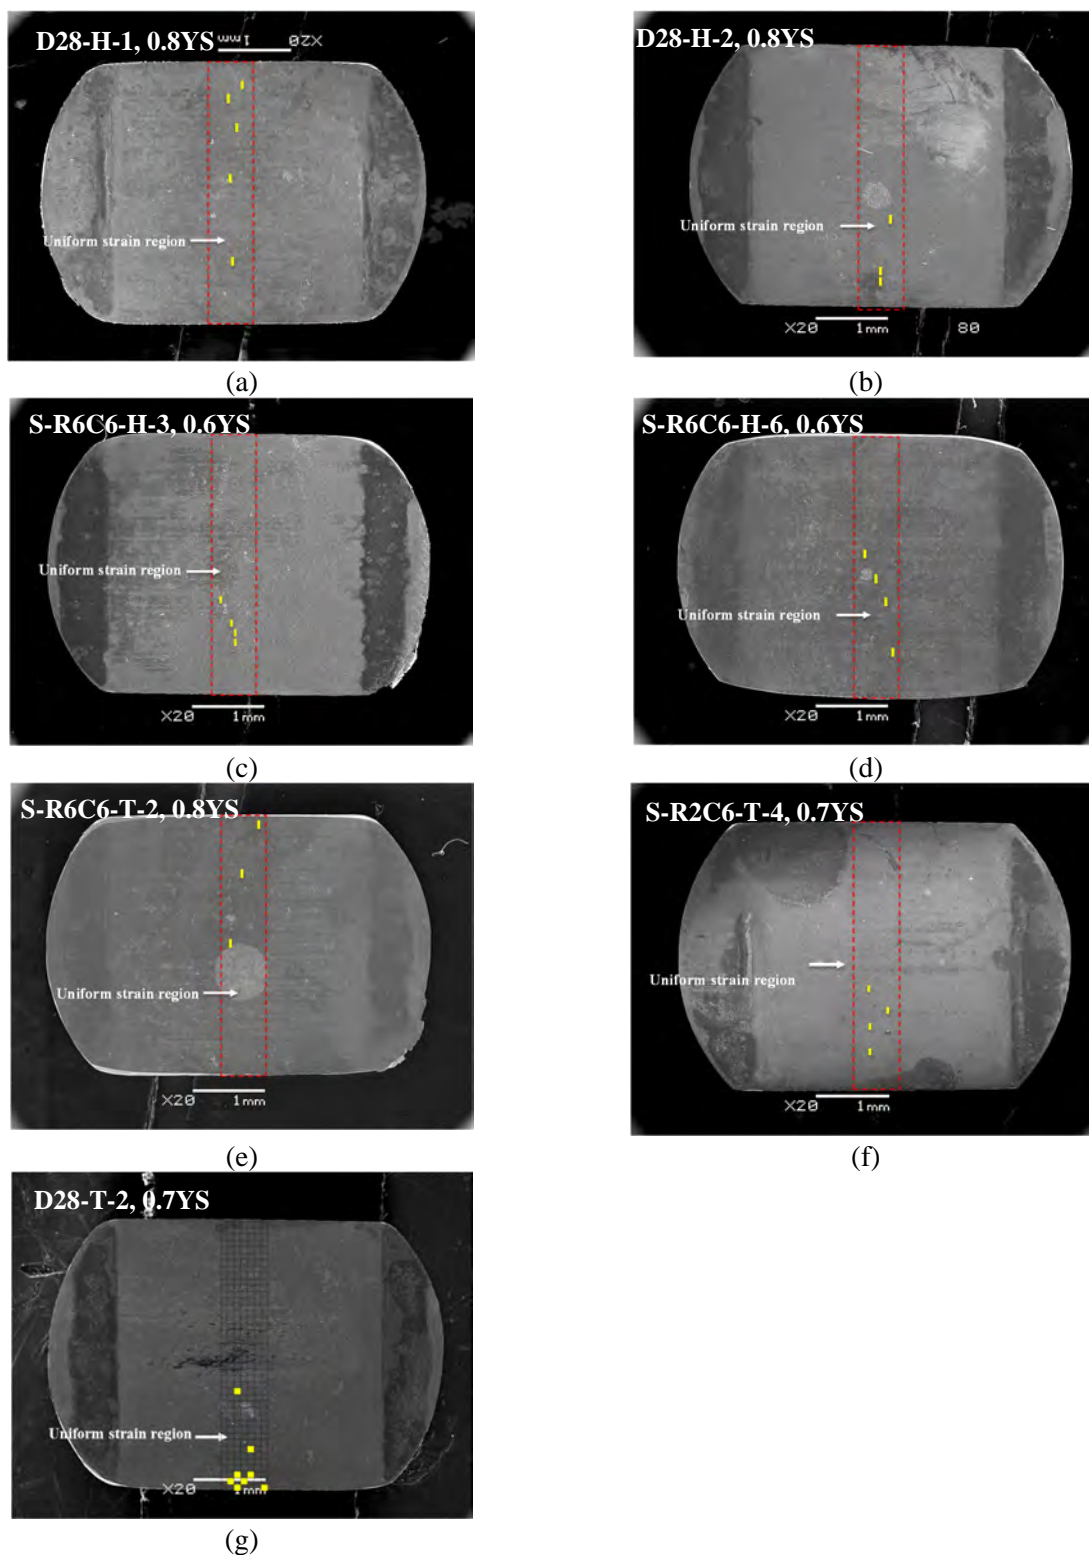 D28-H-1, 0.8YS
1mm X20
Uniform strain region
(a)
D28-H-2, 0.8YS
Uniform strain region
X20 1mm 80
(b)
S-R6C6-H-3, 0.6YS
Uniform strain region
X20 1mm
(c)
S-R6C6-H-6, 0.6YS
Uniform strain region
X20 1mm
(d)
S-R6C6-T-2, 0.8YS
Uniform strain region
X20 1mm
(e)
S-R2C6-T-4, 0.7YS
Uniform strain region
X20 1mm
(f)
D28-T-2, 0.7YS
Uniform strain region
X20 1mm
(g)